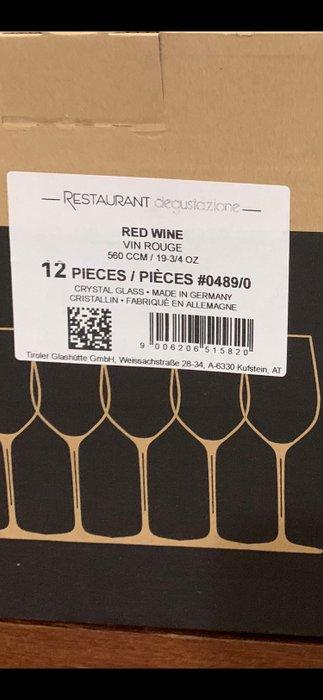 RESTAURANT degustazione
RED WINE
VIN ROUGE
560 CCM / 19-3/4 OZ
12 PIECES / PIÈCES #0489/0
CRYSTAL GLASS • MADE IN GERMANY
CRISTALLIN • FABRIQUÉ EN ALLEMAGNE
9 006206 515820
Tiroler Glashütte GmbH, Weissachstraße 28-34, A-6330 Kufstein, AT